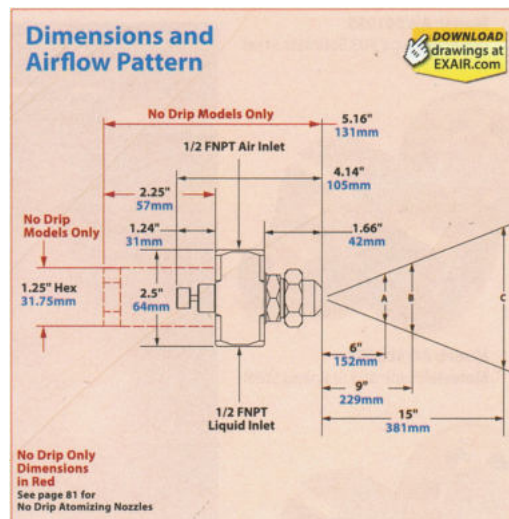 Dimensions and
Airflow Pattern
DOWNLOAD
drawings at
EXAIR.com
No Drip Models Only
5.16"
131mm
1/2 FNPT Air Inlet
4.14"
105mm
2.25"
57mm
No Drip
Models Only
1.24"
31mm
1.66"
42mm
1.25" Hex
31.75mm
2.5"
64mm
A
B
C
6"
152mm
9"
229mm
1/2 FNPT
Liquid Inlet
15"
381mm
No Drip Only
Dimensions
in Red
See page 81 for
No Drip Atomizing Nozzles